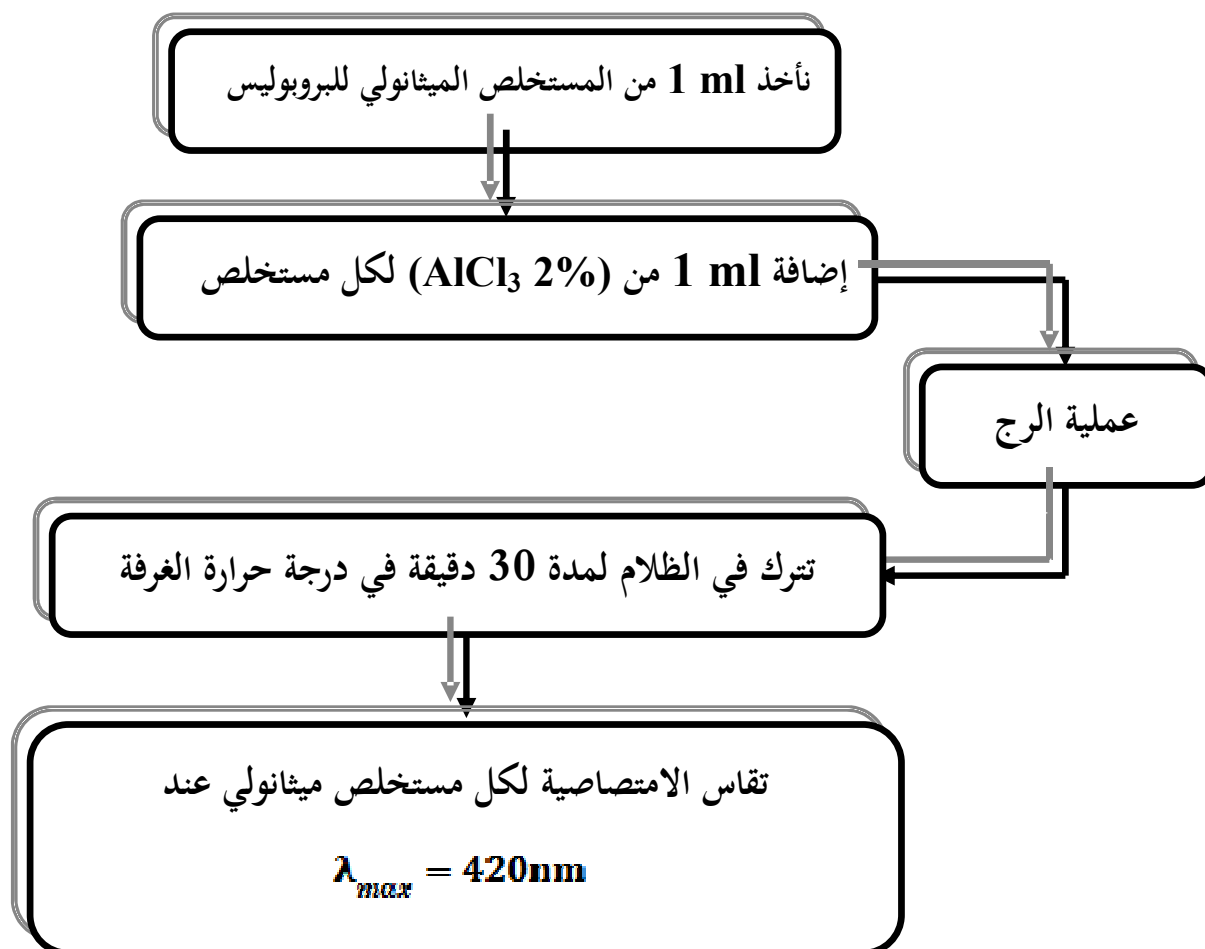 نأخذ 1 ml من المستخلص الميثانولي للبروبوليس
إضافة 1 ml من (AlCl₃ 2%) لكل مستخلص
عملية الرج
تترك في الظلام لمدة 30 دقيقة في درجة حرارة الغرفة
تقاس الامتصاصية لكل مستخلص ميثانولي عند
λmax = 420nm